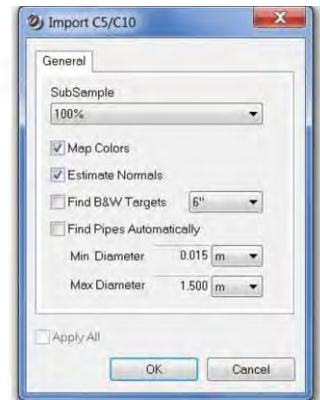 Import C5/C10
General
SubSample
100%
Map Colors
Estimate Normals
Find B&W Targets 6"
Find Pipes Automatically
Min Diameter 0.015 m
Max Diameter 1.500 m
Apply All
OK Cancel